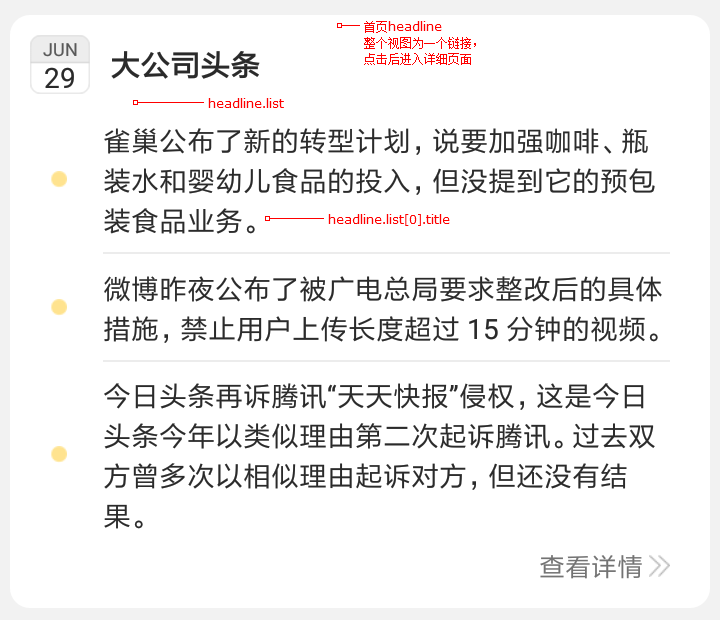 首页headline
整个视图为一个链接，
点击后进入详细页面
JUN
29
大公司头条
headline.list
雀巢公布了新的转型计划，说要加强咖啡、瓶
装水和婴幼儿食品的投入，但没提到它的预包
装食品业务。
headline.list[0].title
微博昨夜公布了被广电总局要求整改后的具体
措施，禁止用户上传长度超过 15 分钟的视频。
今日头条再诉腾讯“天天快报”侵权，这是今日
头条今年以类似理由第二次起诉腾讯。过去双
方曾多次以相似理由起诉对方，但还没有结
果。
查看详情